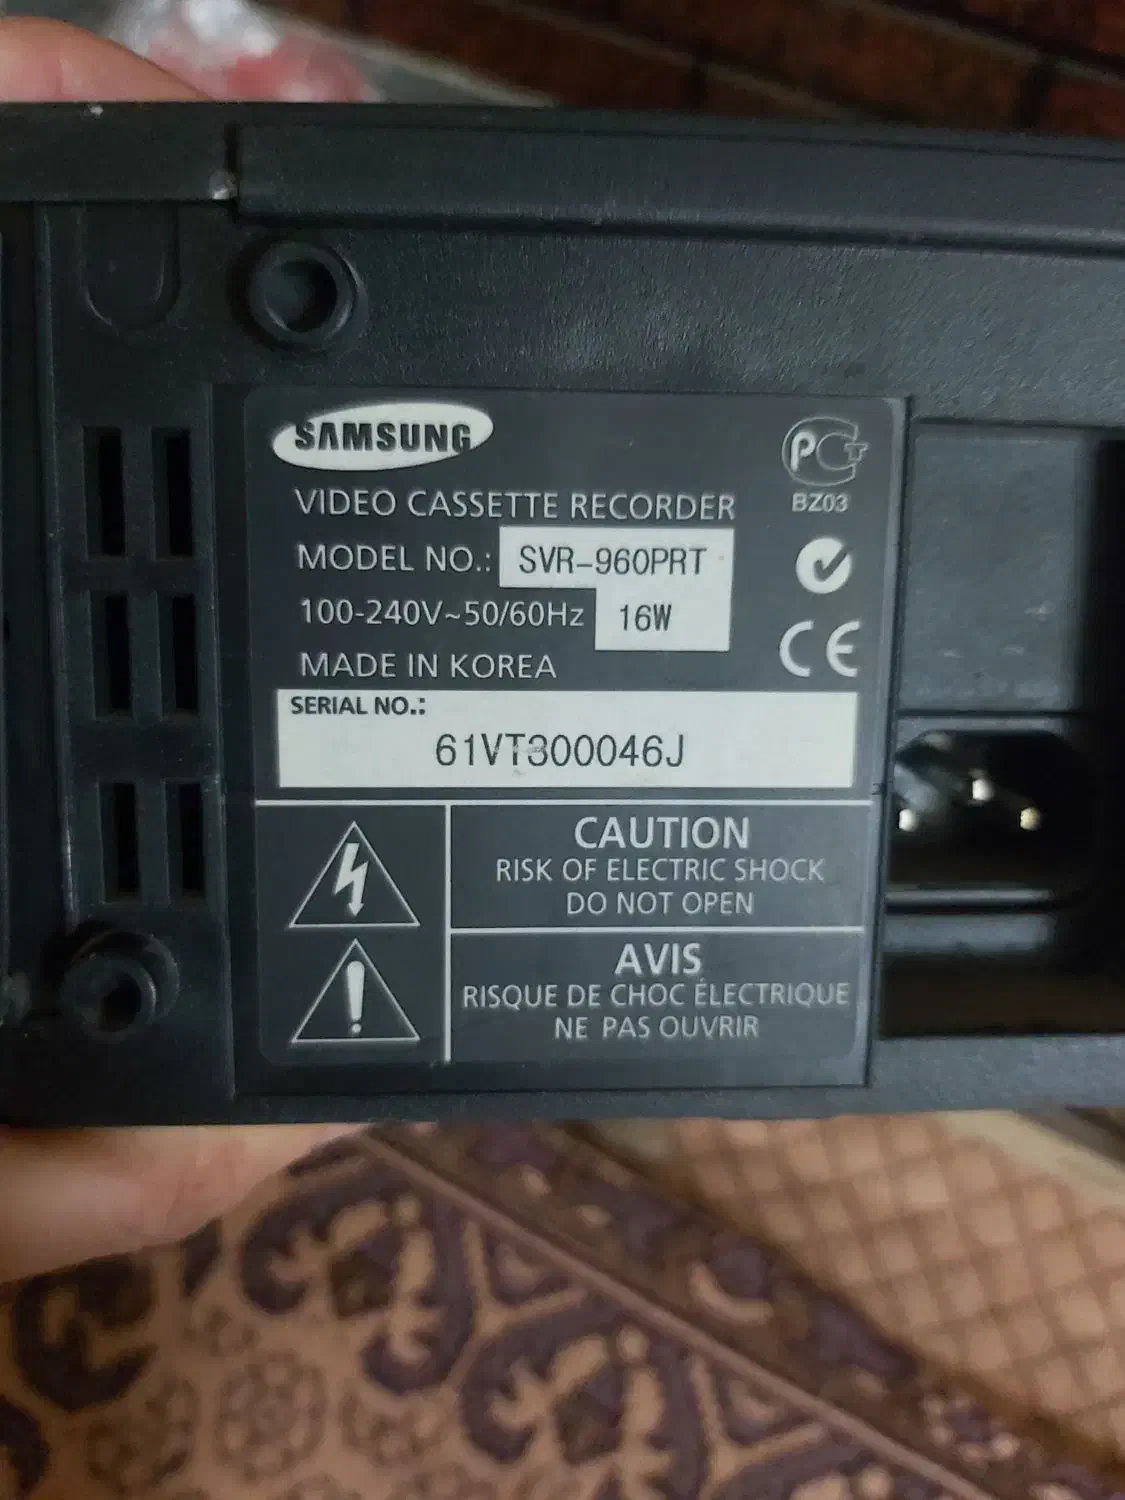 SAMSUNG
VIDEO CASSETTE RECORDER
BZ03
MODEL NO.: SVR-960PRT
100-240V~50/60Hz 16W
MADE IN KOREA
CE
SERIAL NO.:
61VT300046J
CAUTION
RISK OF ELECTRIC SHOCK
DO NOT OPEN
AVIS
RISQUE DE CHOC ÉLECTRIQUE
NE PAS OUVRIR